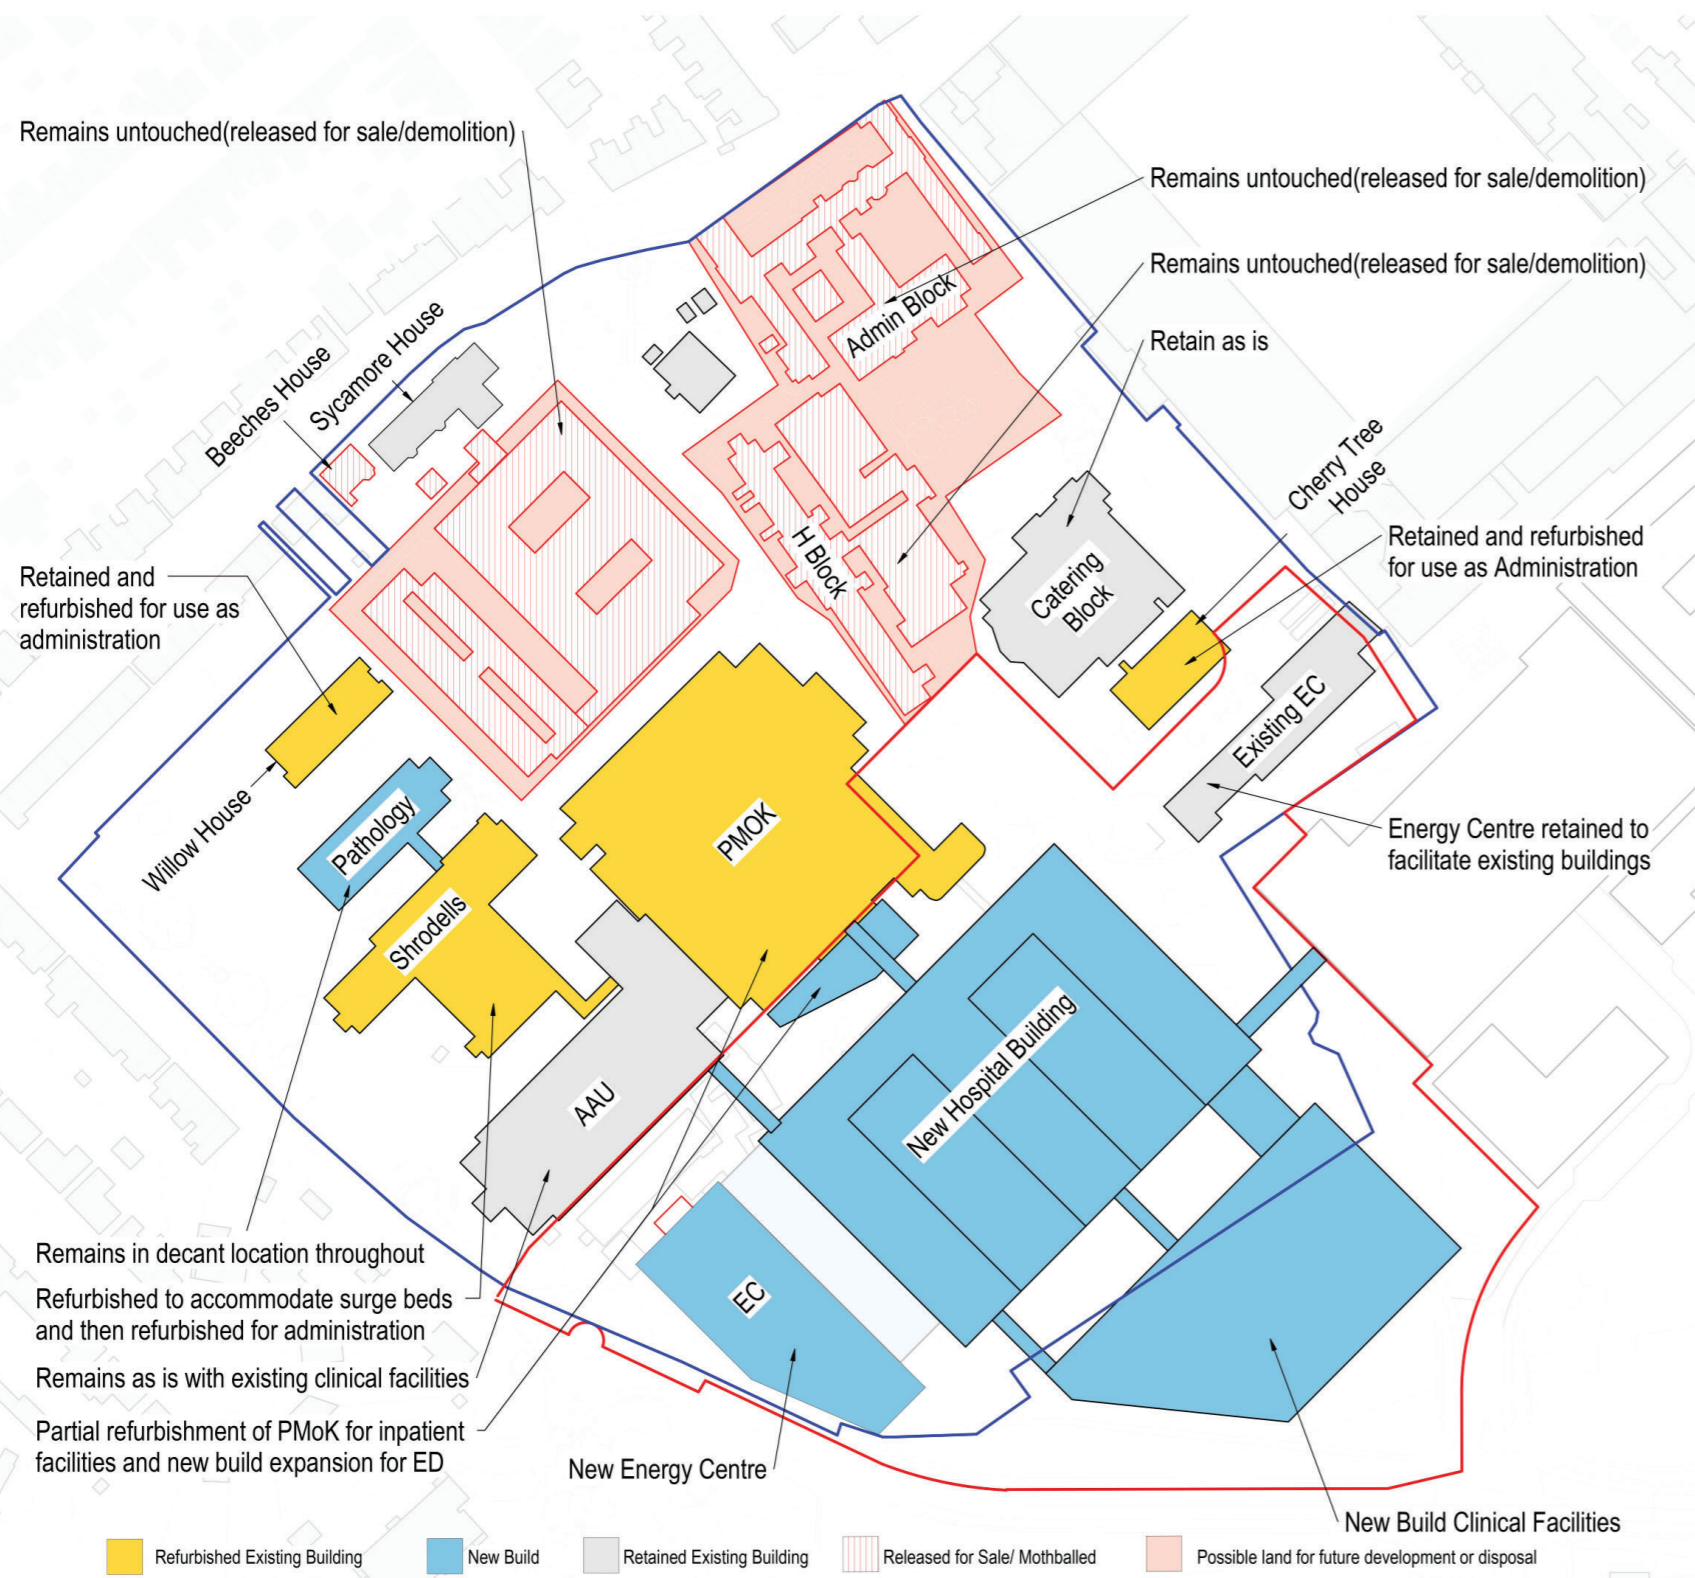 Remains untouched(released for sale/demolition)
Remains untouched(released for sale/demolition)
Remains untouched(released for sale/demolition)
Retain as is
Admin Block
Sycamore House
Beeches House
Cherry Tree
House
Retained and refurbished
for use as Administration
H Block
Catering
Block
Retained and
refurbished for use as
administration
Existing EC
Willow House
Pathology
PMOK
Energy Centre retained to
facilitate existing buildings
Shrodells
New Hospital Building
AAU
Remains in decant location throughout
Refurbished to accommodate surge beds
and then refurbished for administration
EC
Remains as is with existing clinical facilities
Partial refurbishment of PMoK for inpatient
facilities and new build expansion for ED
New Energy Centre
New Build Clinical Facilities
Refurbished Existing Building
New Build
Retained Existing Building
Released for Sale/ Mothballed
Possible land for future development or disposal